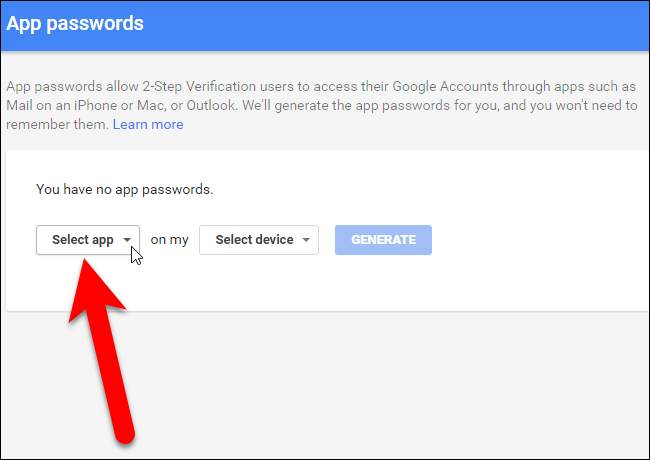 App passwords
App passwords allow 2-Step Verification users to access their Google Accounts through apps such as
Mail on an iPhone or Mac, or Outlook. We'll generate the app passwords for you, and you won't need to
remember them. Learn more
You have no app passwords.
Select app on my Select device GENERATE